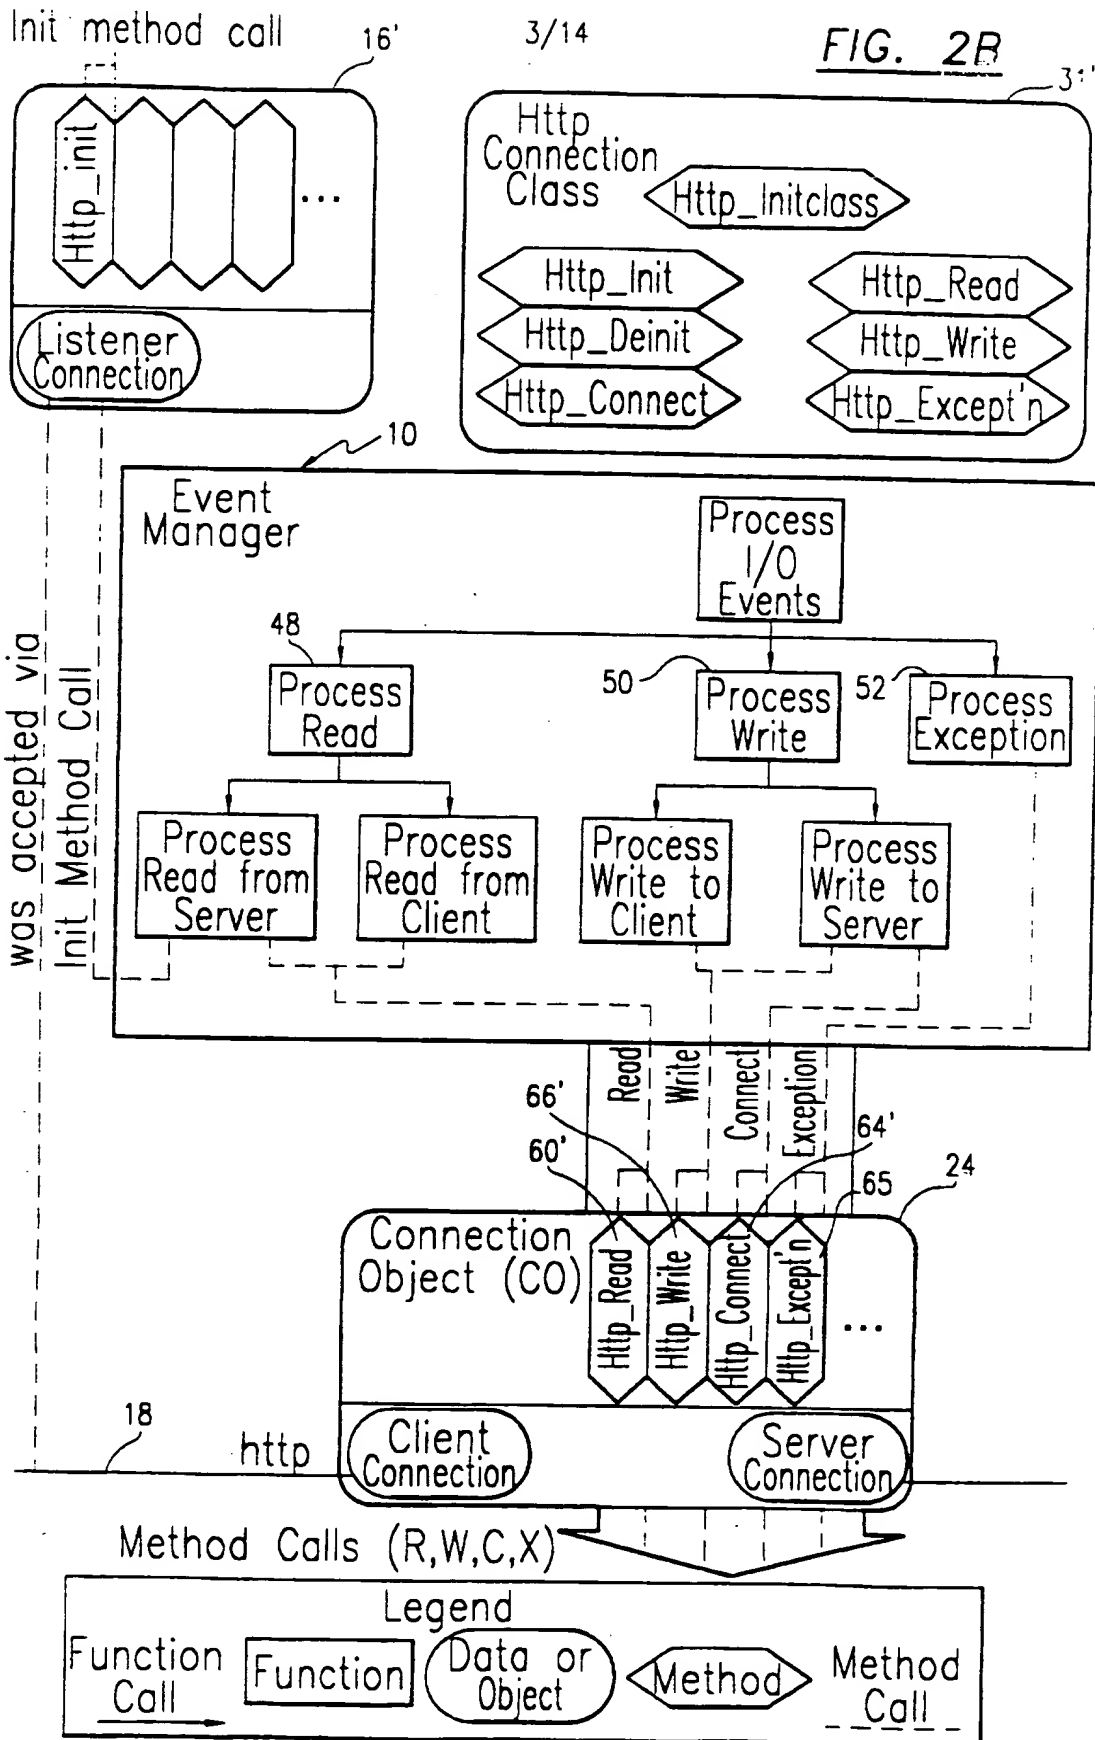 Init method call
16'
3/14
FIG. 2B
31'
Http_init
...
Listener
Connection
Http
Connection
Class
Http_Initclass
Http_Init
Http_Deinit
Http_Connect
Http_Read
Http_Write
Http_Except'n
10
Event
Manager
Process
I/O
Events
48
Process
Read
50
Process
Write
52
Process
Exception
was accepted via
Init Method Call
Process
Read from
Server
Process
Read from
Client
Process
Write to
Client
Process
Write to
Server
Read
Write
Connect
Exception
66'
60'
64'
65
24
Connection
Object (CO)
Http_Read
Http_Write
Http_Connect
Http_Except'n
...
18
http
Client
Connection
Server
Connection
Method Calls (R,W,C,X)
Legend
Function
Call
Function
Data or
Object
Method
Method
Call